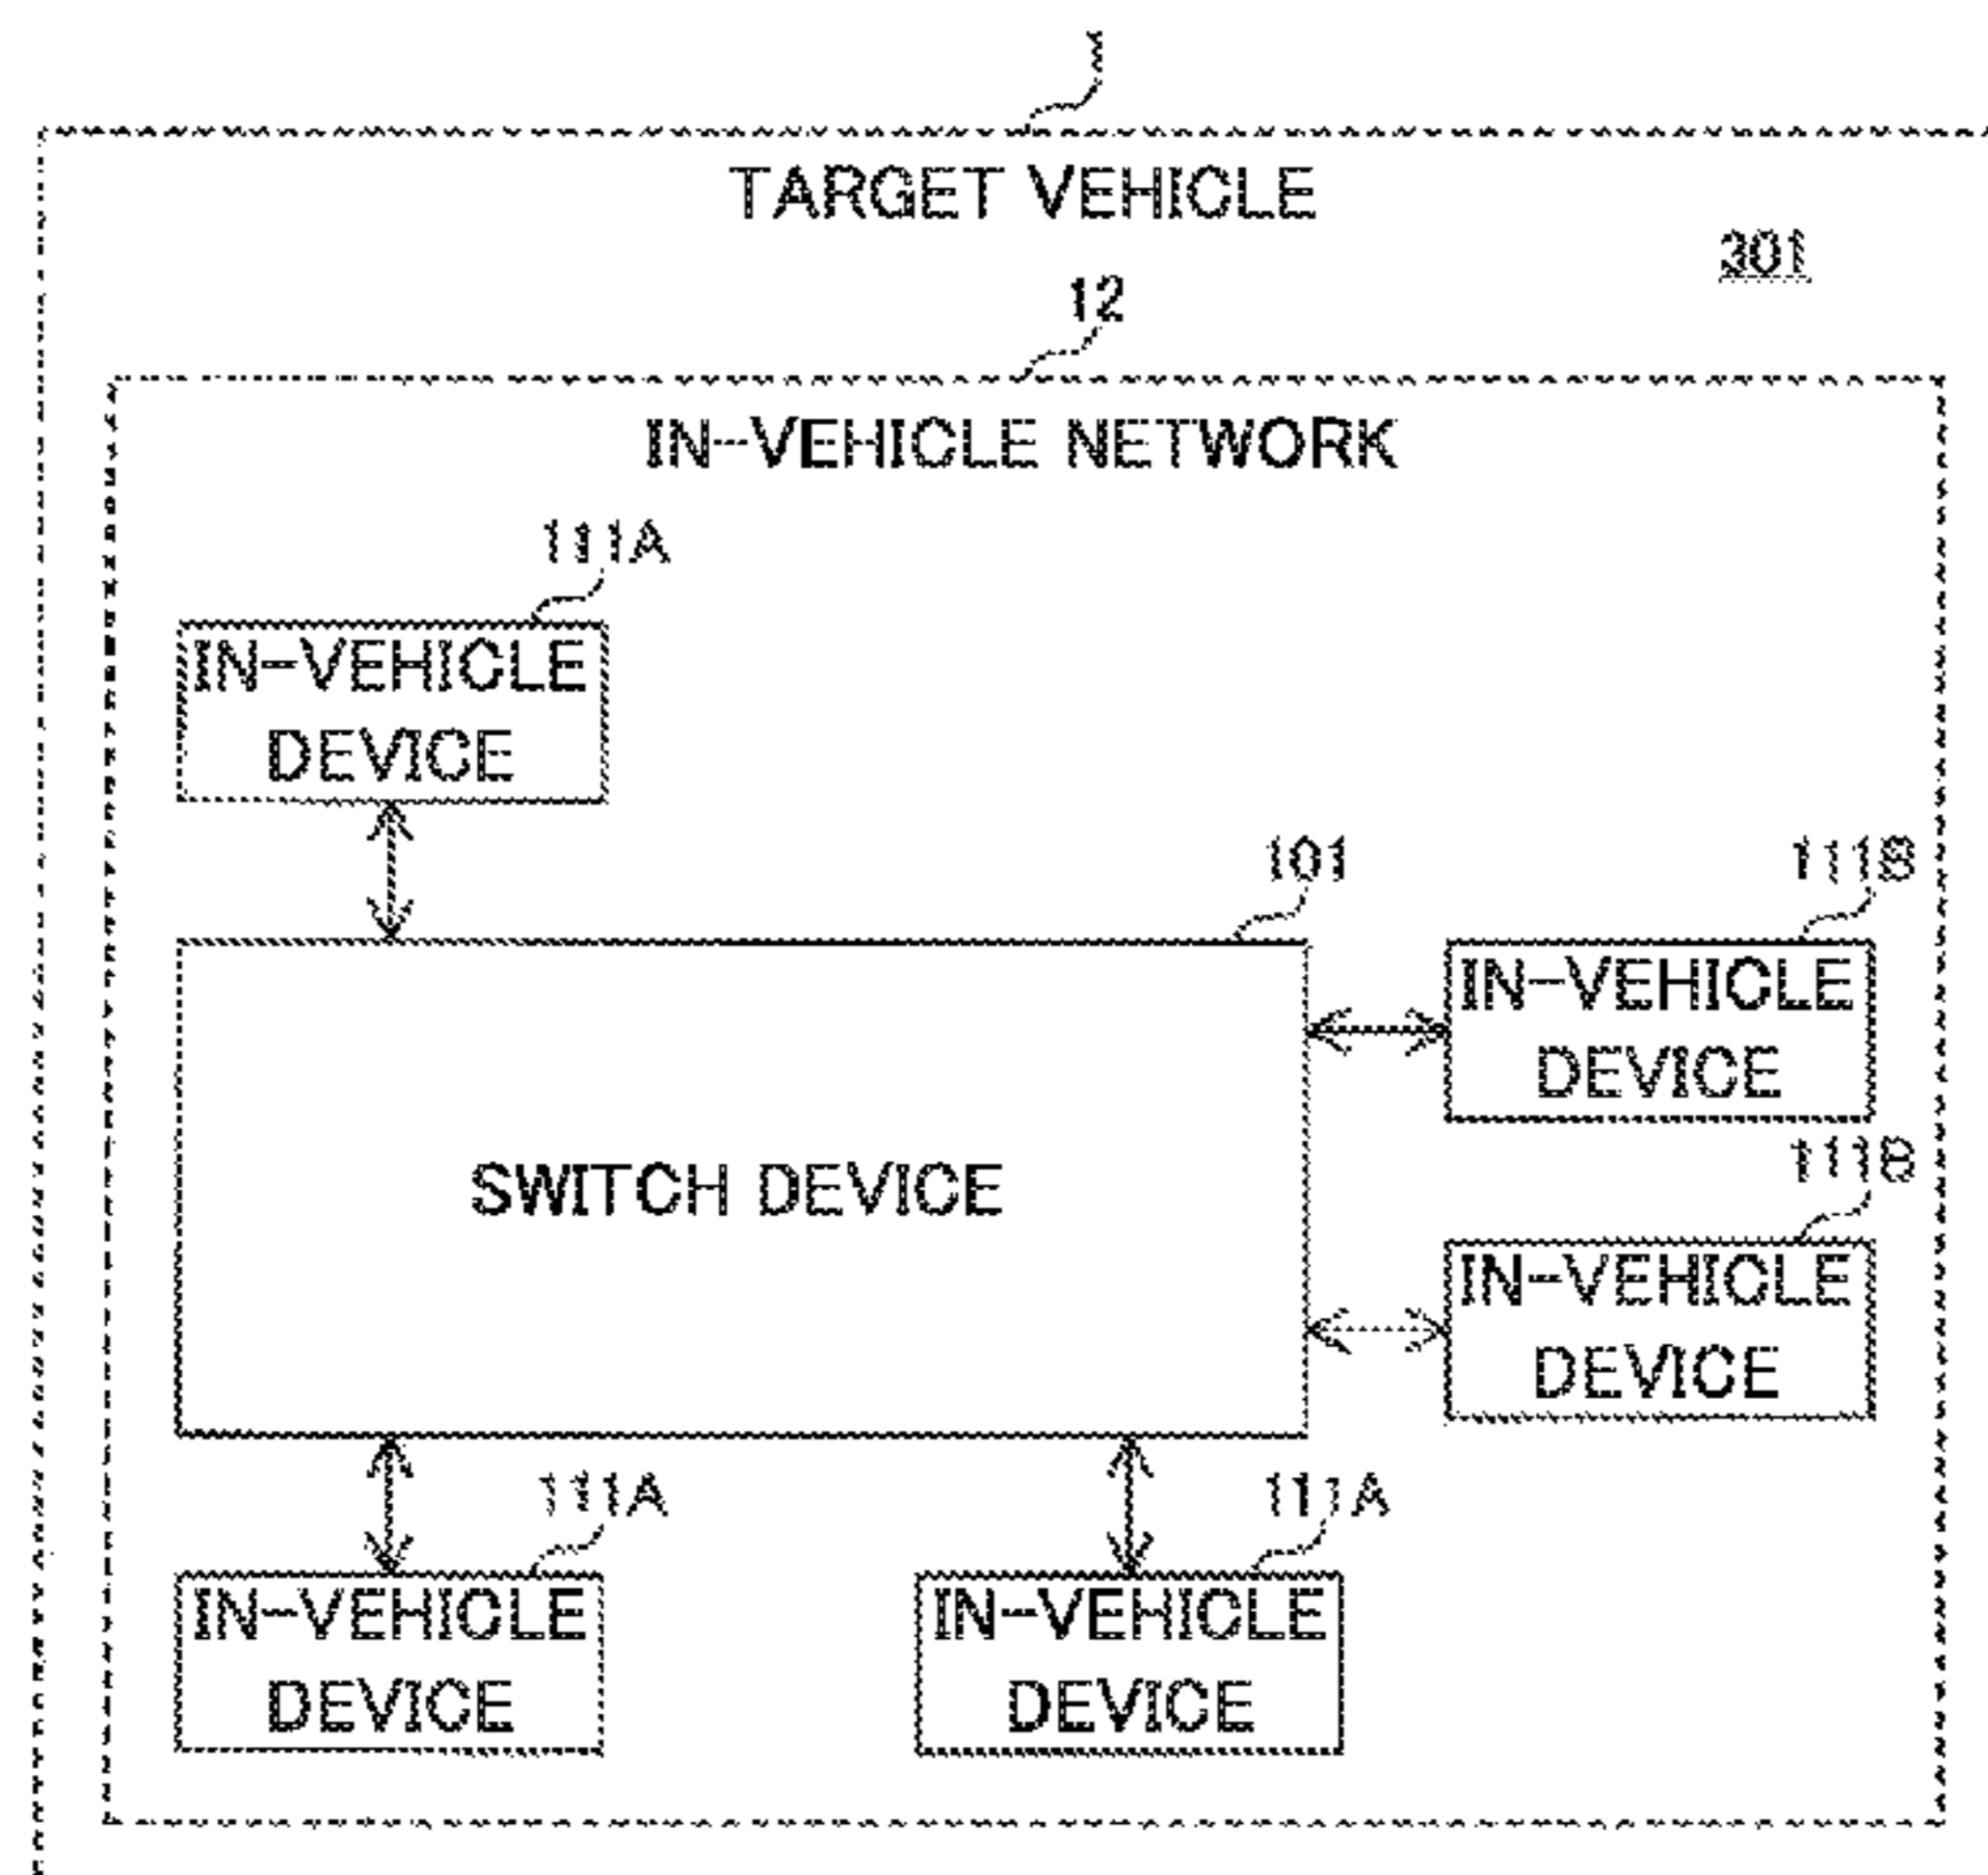 1
TARGET VEHICLE
301
12
IN-VEHICLE NETWORK
111A
IN-VEHICLE
DEVICE
101
111B
IN-VEHICLE
DEVICE
SWITCH DEVICE
111B
IN-VEHICLE
DEVICE
111A
111A
IN-VEHICLE
DEVICE
IN-VEHICLE
DEVICE